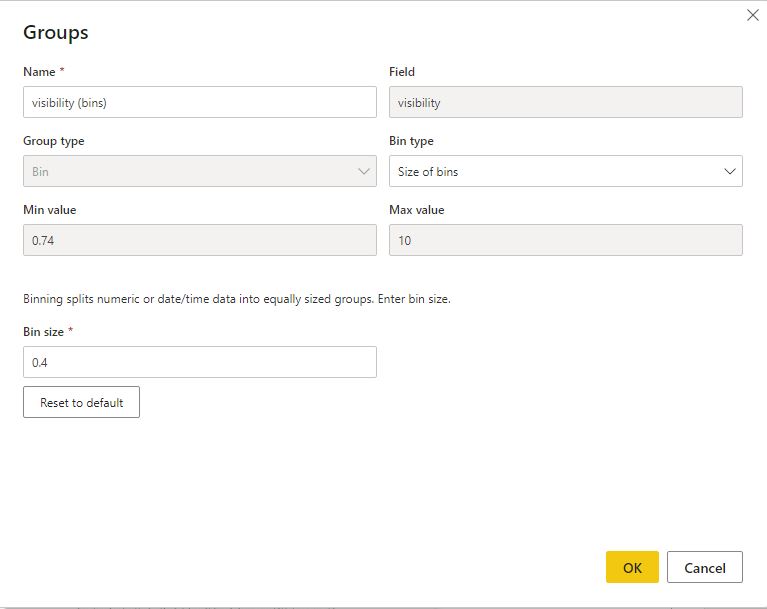 Groups
Name *
Field
visibility (bins)
visibility
Group type
Bin type
Bin
Size of bins
Min value
Max value
0.74
10
Binning splits numeric or date/time data into equally sized groups. Enter bin size.
Bin size *
0.4
Reset to default
OK
Cancel